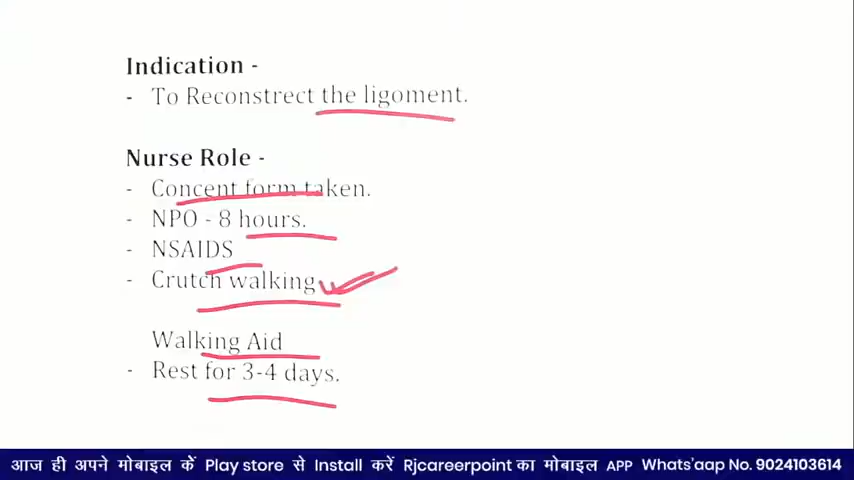 Indication -
- To Reconstrect the ligoment.
Nurse Role -
- Concent form taken.
- NPO - 8 hours.
- NSAIDS
- Crutch walking
Walking Aid
- Rest for 3-4 days.
आज ही अपने मोबाइल कें Play store से Install करें Rjcareerpoint का मोबाइल APP Whats'aap No. 9024103614